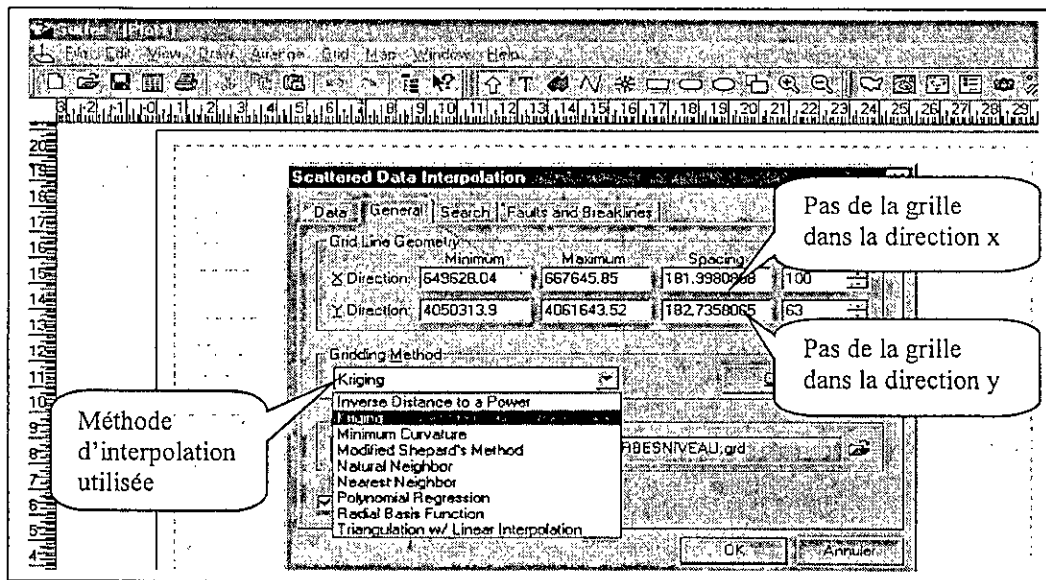 File Edit View Draw Arrange Grid Map Window Help
Scattered Data Interpolation
Data General Search Faults and Breaklines
Grid Line Geometry
Minimum Maximum Spacing
X Direction: 649628.04 667645.85 100
Y Direction: 4050313.9 4061643.52 182.7358065 63
Pas de la grille
dans la direction x
Pas de la grille
dans la direction y
Gridding Method
Kriging
Inverse Distance to a Power
Kriging
Minimum Curvature
Modified Shepard's Method
Natural Neighbor
Nearest Neighbor
Polynomial Regression
Radial Basis Function
Triangulation w/ Linear Interpolation
Méthode
d'interpolation
utilisée
OK Annuler